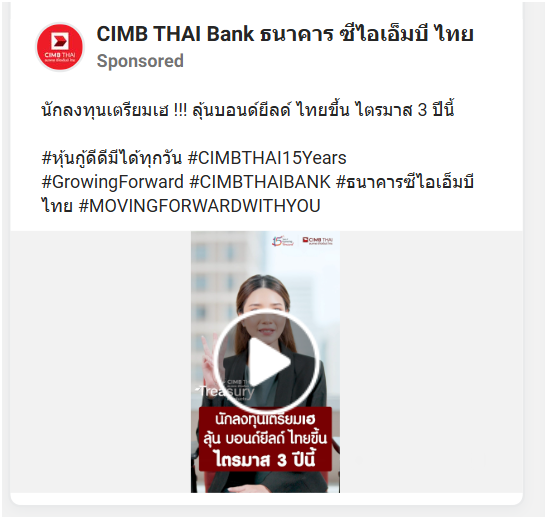 CIMB THAI Bank ธนาคาร ซีไอเอ็มบี ไทย
Sponsored
นักลงทุนเตรียมเฮ !!! ลุ้นบอนด์ยีลด์ ไทยขึ้น ไตรมาส 3 ปีนี้
#หุ้นกู้ดีดีมีได้ทุกวัน #CIMBTHAI15Years
#GrowingForward #CIMBTHAIBANK #ธนาคารซีไอเอ็มบี
ไทย #MOVINGFORWARDWITHYOU
CIMB THAI
15
CIMB THAI
CIMB THAI
Treasury
นักลงทุนเตรียมเฮ
ลุ้น บอนด์ยีลด์ ไทยขึ้น
ไตรมาส 3 ปีนี้